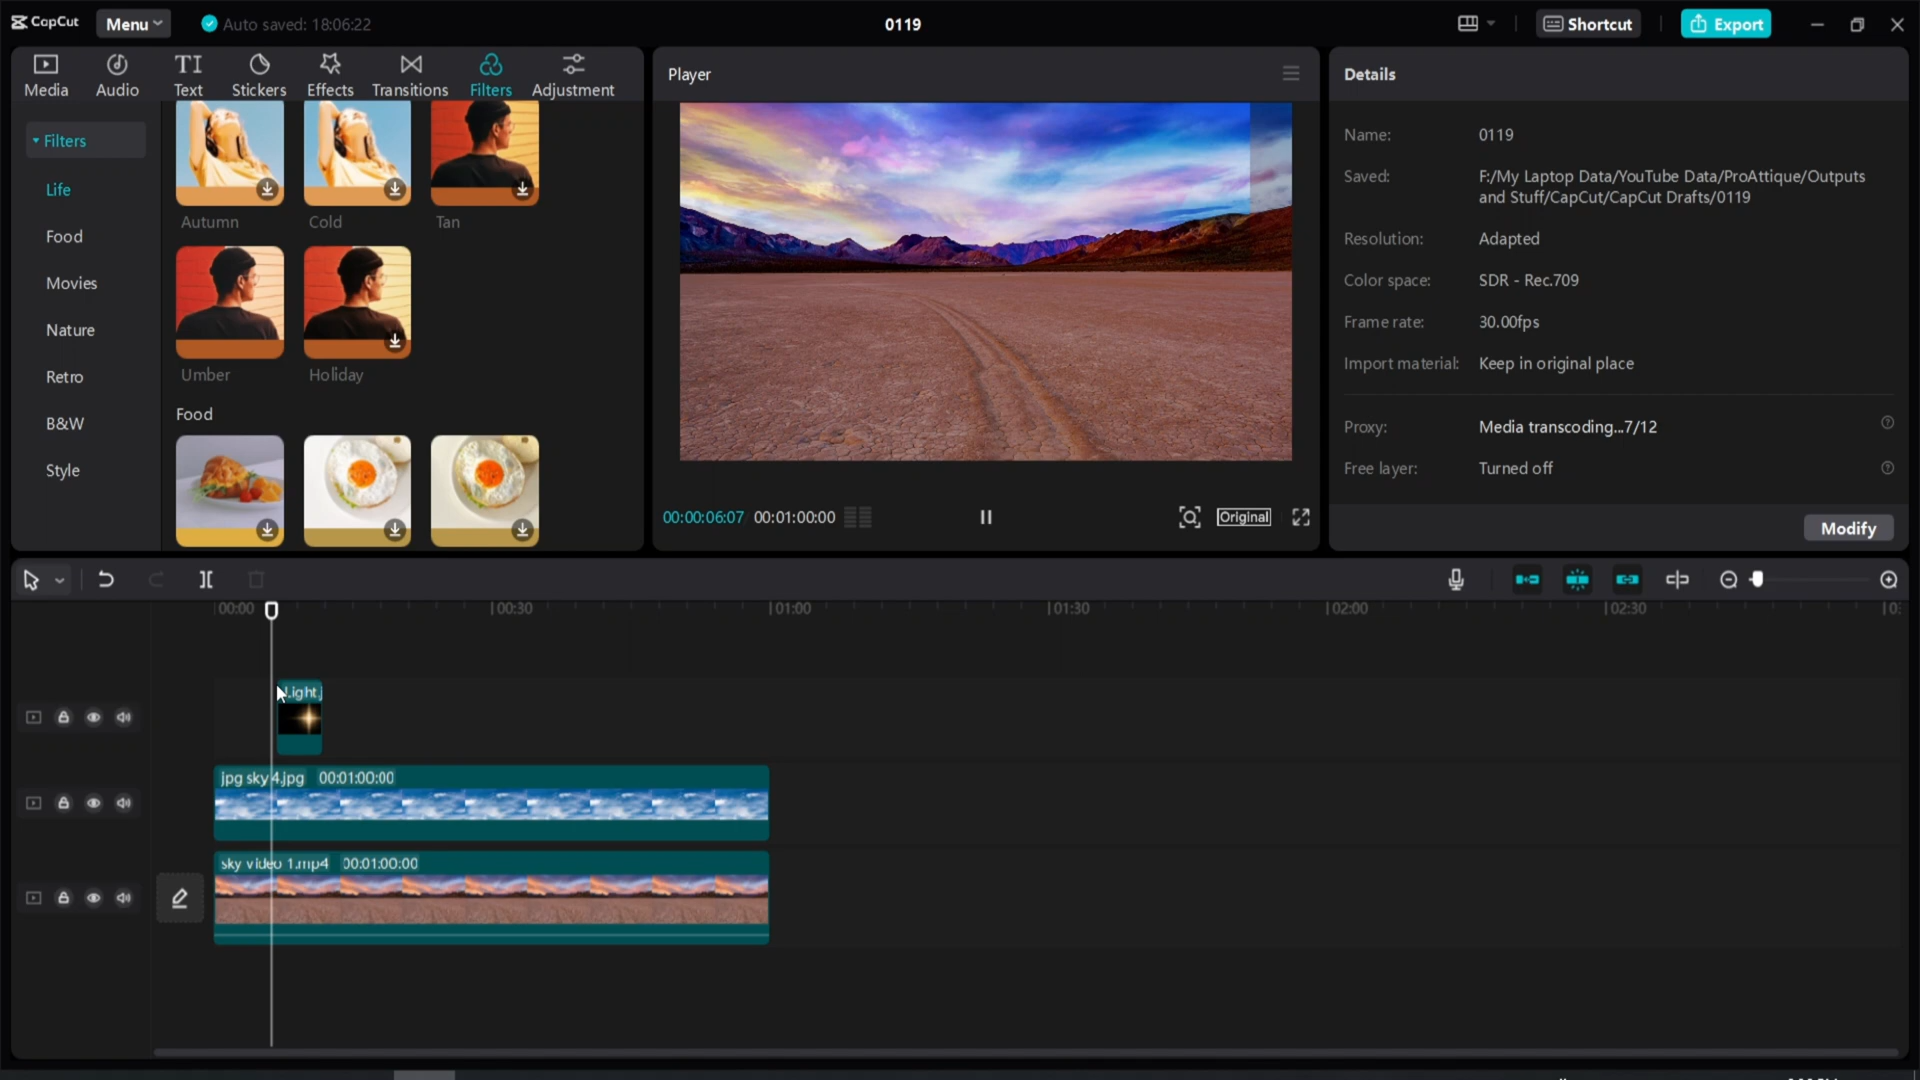 CapCut
Menu
Auto saved: 18:06:22
0119
Shortcut
Export
Media
Audio
Text
Stickers
Effects
Transitions
Filters
Adjustment
Filters
Life
Food
Movies
Nature
Retro
B&W
Style
Autumn
Cold
Tan
Umber
Holiday
Food
Player
00:00:06:07 00:01:00:00
Original
Details
Name: 0119
Saved: F:/My Laptop Data/YouTube Data/ProAttique/Outputs
and Stuff/CapCut/CapCut Drafts/0119
Resolution: Adapted
Color space: SDR - Rec.709
Frame rate: 30.00fps
Import material: Keep in original place
Proxy: Media transcoding...7/12
Free layer: Turned off
Modify
00:00
00:30
01:00
01:30
02:00
02:30
Light.j
jpg sky 4.jpg 00:01:00:00
sky video 1.mp4 00:01:00:00